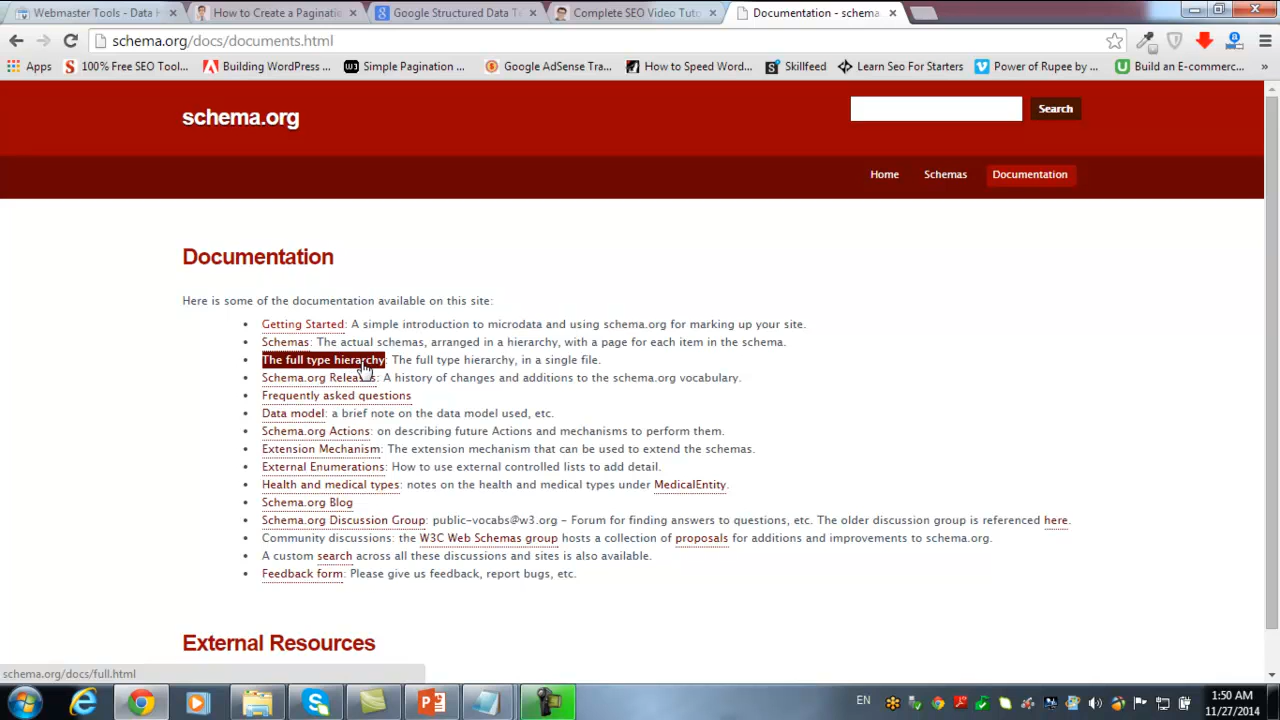 Webmaster Tools - Data H
How to Create a Paginatio
Google Structured Data T
Complete SEO Video Tuto
Documentation - schema.
schema.org/docs/documents.html
Apps
100% Free SEO Tool...
Building WordPress...
Simple Pagination ...
Google AdSense Tra...
How to Speed Word...
Skillfeed
Learn Seo For Starters
Power of Rupee by ...
Build an E-commerc...
schema.org
Search
Home
Schemas
Documentation
Documentation
Here is some of the documentation available on this site:
• Getting Started: A simple introduction to microdata and using schema.org for marking up your site.
• Schemas: The actual schemas, arranged in a hierarchy, with a page for each item in the schema.
• The full type hierarchy: The full type hierarchy, in a single file.
• Schema.org Releases: A history of changes and additions to the schema.org vocabulary.
• Frequently asked questions
• Data model: a brief note on the data model used, etc.
• Schema.org Actions: on describing future Actions and mechanisms to perform them.
• Extension Mechanism: The extension mechanism that can be used to extend the schemas.
• External Enumerations: How to use external controlled lists to add detail.
• Health and medical types: notes on the health and medical types under MedicalEntity.
• Schema.org Blog
• Schema.org Discussion Group: public-vocabs@w3.org – Forum for finding answers to questions, etc. The older discussion group is referenced here.
• Community discussions: the W3C Web Schemas group hosts a collection of proposals for additions and improvements to schema.org.
• A custom search across all these discussions and sites is also available.
• Feedback form: Please give us feedback, report bugs, etc.
External Resources
schema.org/docs/full.html
EN
1:50 AM
11/27/2014